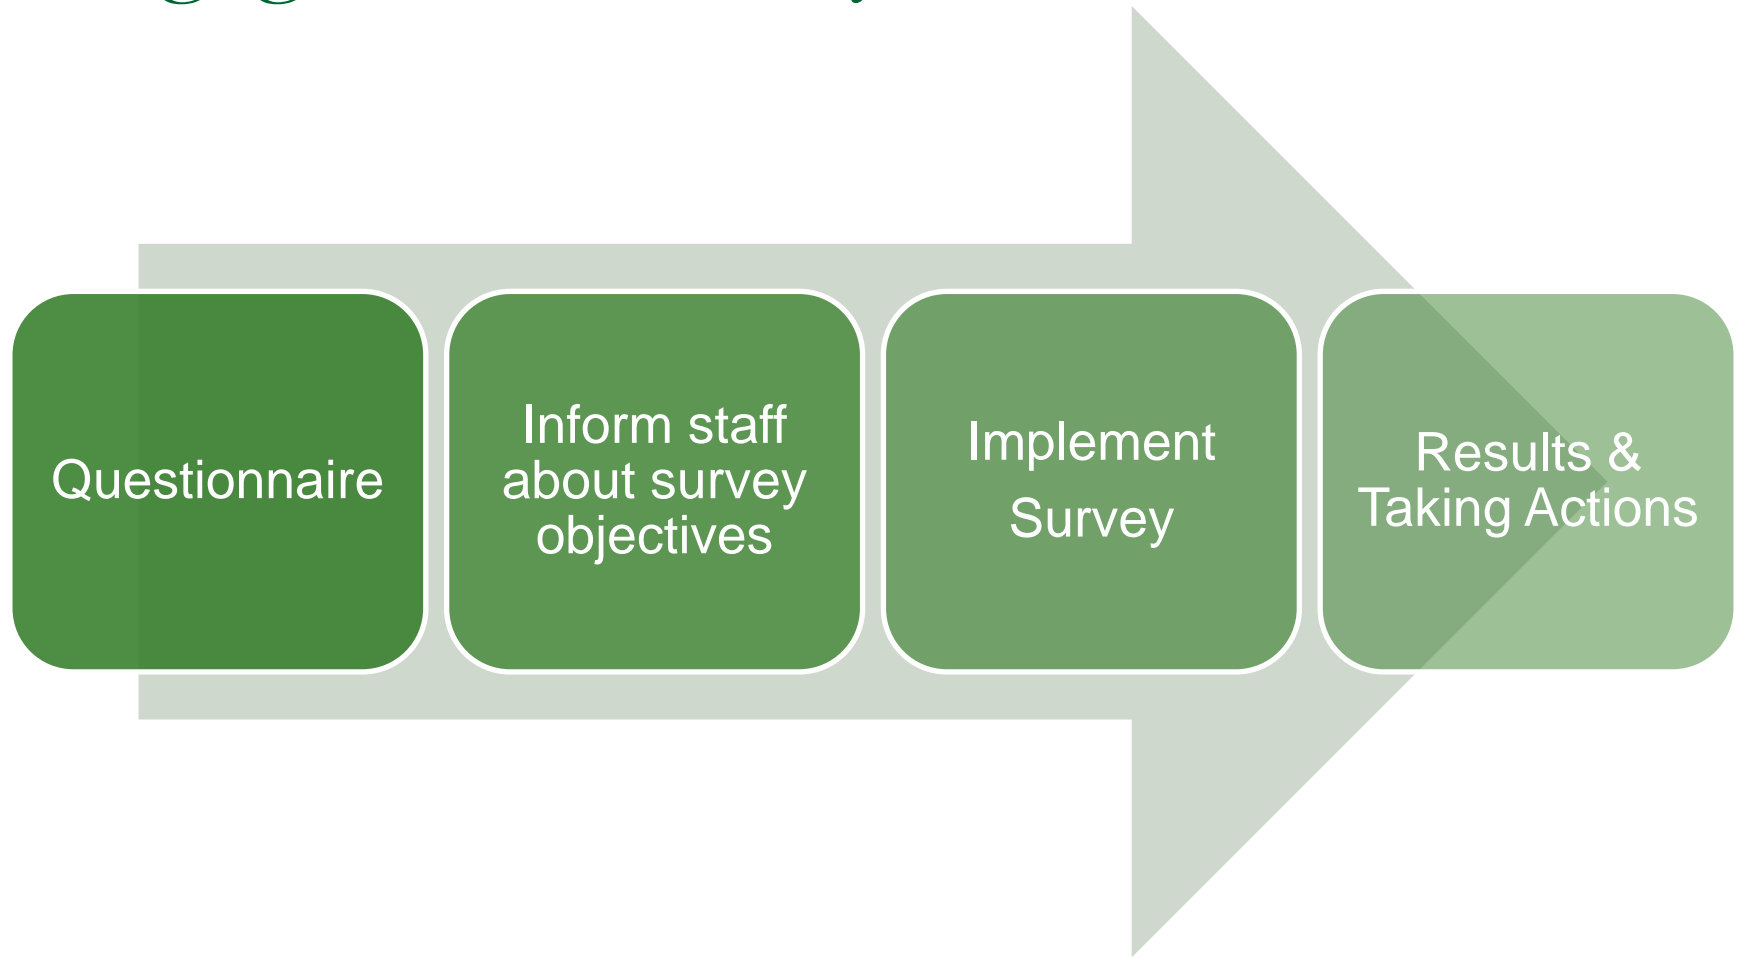 Questionnaire
Inform staff
about survey
objectives
Implement
Survey
Results &
Taking Actions